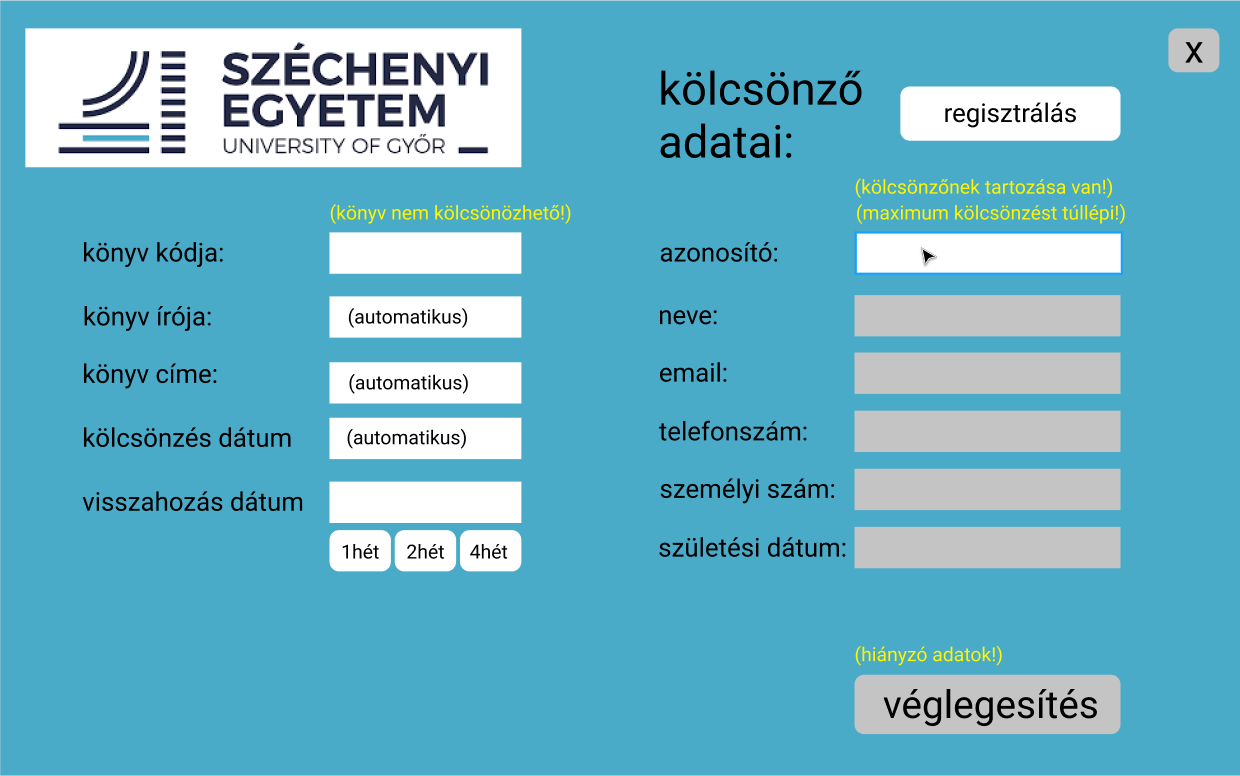 SZÉCHENYI
EGYETEM
UNIVERSITY OF GYŐR
kölcsönző
adatai:
regisztrálás
X
(könyv nem kölcsönözhető!)
könyv kódja:
könyv írója:
(automatikus)
könyv címe:
(automatikus)
kölcsönzés dátum
(automatikus)
visszahozás dátum
1hét
2hét
4hét
(kölcsönzőnek tartozása van!)
(maximum kölcsönzést túllépi!)
azonosító:
neve:
email:
telefonszám:
személyi szám:
születési dátum:
(hiányzó adatok!)
véglegesítés